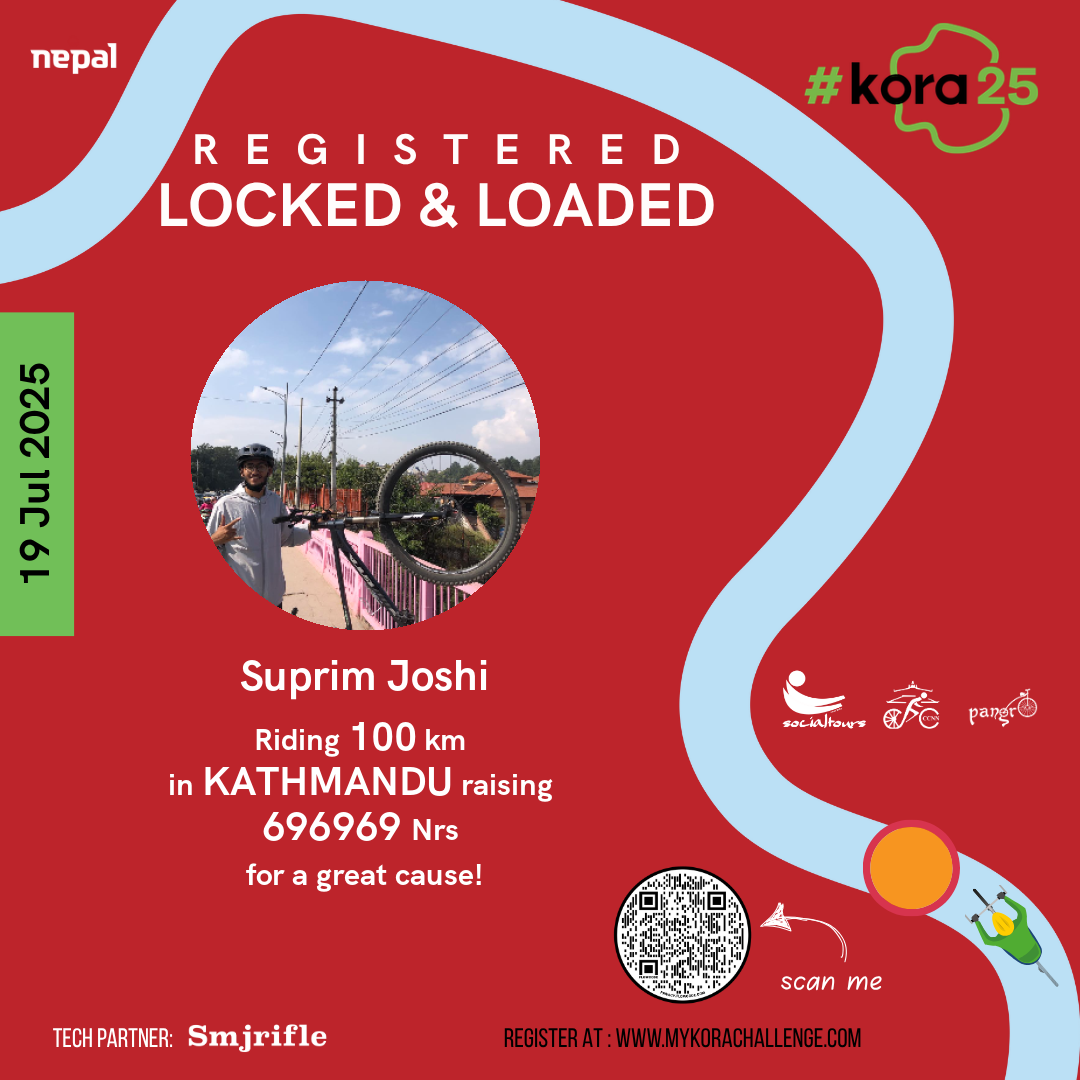 nepal
#kora25
REGISTERED
LOCKED & LOADED
19 Jul 2025
Suprim Joshi
Riding 100 km
in KATHMANDU raising
696969 Nrs
for a great cause!
socialtours
CCNN
pangro
scan me
TECH PARTNER: Smjrifle
REGISTER AT : WWW.MYKORACHALLENGE.COM